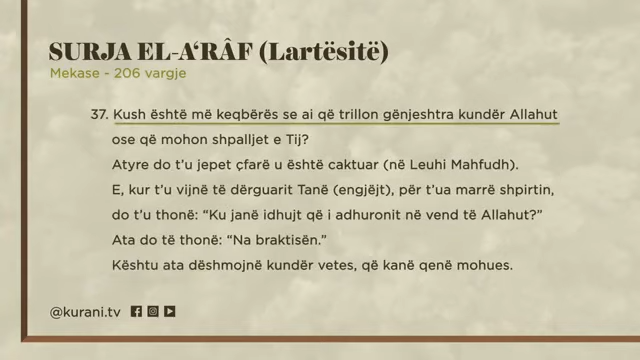 SURJA EL-A‘RÂF (Lartësitë)
Mekase - 206 vargje
37. Kush është më keqbërës se ai që trillon gënjeshtra kundër Allahut
ose që mohon shpalljet e Tij?
Atyre do t’u jepet çfarë u është caktuar (në Leuhi Mahfudh).
E, kur t’u vijnë të dërguarit Tanë (engjëjt), për t’ua marrë shpirtin,
do t’u thonë: “Ku janë idhujt që i adhuronit në vend të Allahut?”
Ata do të thonë: “Na braktisën.”
Kështu ata dëshmojnë kundër vetes, që kanë qenë mohues.
@kurani.tv